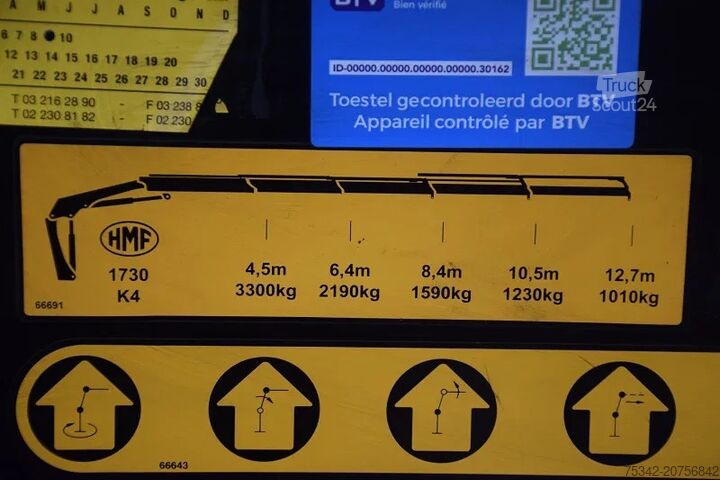 A M J J A S O N D
6 7 8 10
12 13 14 15 16 17 18 19 20
21 22 23 24 25 26 27 28 29 30
T 03 216 28 90 - F 03 238 8
T 02 230 81 82 - F 02 230
BTV
Bien vérifié
ID-00000.00000.00000.00000.30162
Truck
Scout24
Toestel gecontroleerd door BTV
Appareil contrôlé par BTV
HMF
1730
K4
4,5m 6,4m 8,4m 10,5m 12,7m
3300kg 2190kg 1590kg 1230kg 1010kg
66691
66643
75342-20756842